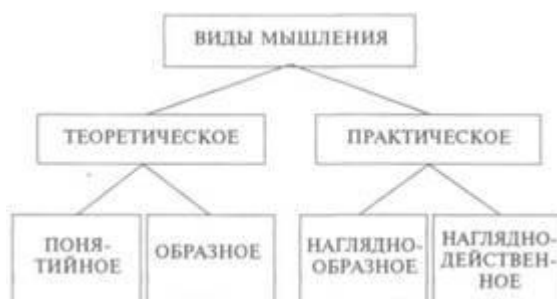 ВИДЫ МЫШЛЕНИЯ
ТЕОРЕТИЧЕСКОЕ
ПРАКТИЧЕСКОЕ
ПОНЯ-
ТИЙНОЕ
ОБРАЗНОЕ
НАГЛЯДНО-
ОБРАЗНОЕ
НАГЛЯДНО-
ДЕЙСТВЕН-
НОЕ